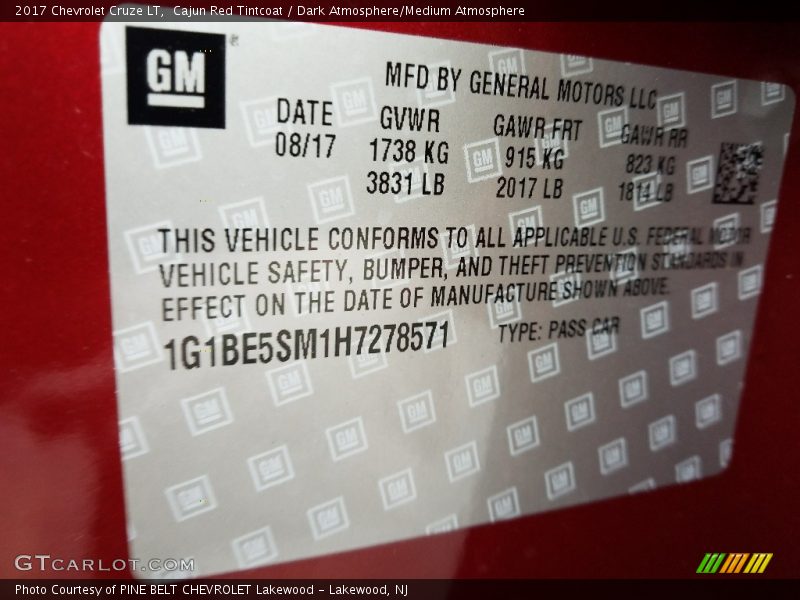 2017 Chevrolet Cruze LT, Cajun Red Tintcoat / Dark Atmosphere/Medium Atmosphere
GM
MFD BY GENERAL MOTORS LLC
DATE GVWR GAWR FRT GAWR RR
08/17 1738 KG 915 KG 823 KG
3831 LB 2017 LB 1814 LB
THIS VEHICLE CONFORMS TO ALL APPLICABLE U.S. FEDERAL MOTOR
VEHICLE SAFETY, BUMPER, AND THEFT PREVENTION STANDARDS IN
EFFECT ON THE DATE OF MANUFACTURE SHOWN ABOVE.
1G1BE5SM1H7278571 TYPE: PASS CAR
GTCARLOT.COM
Photo Courtesy of PINE BELT CHEVROLET Lakewood - Lakewood, NJ